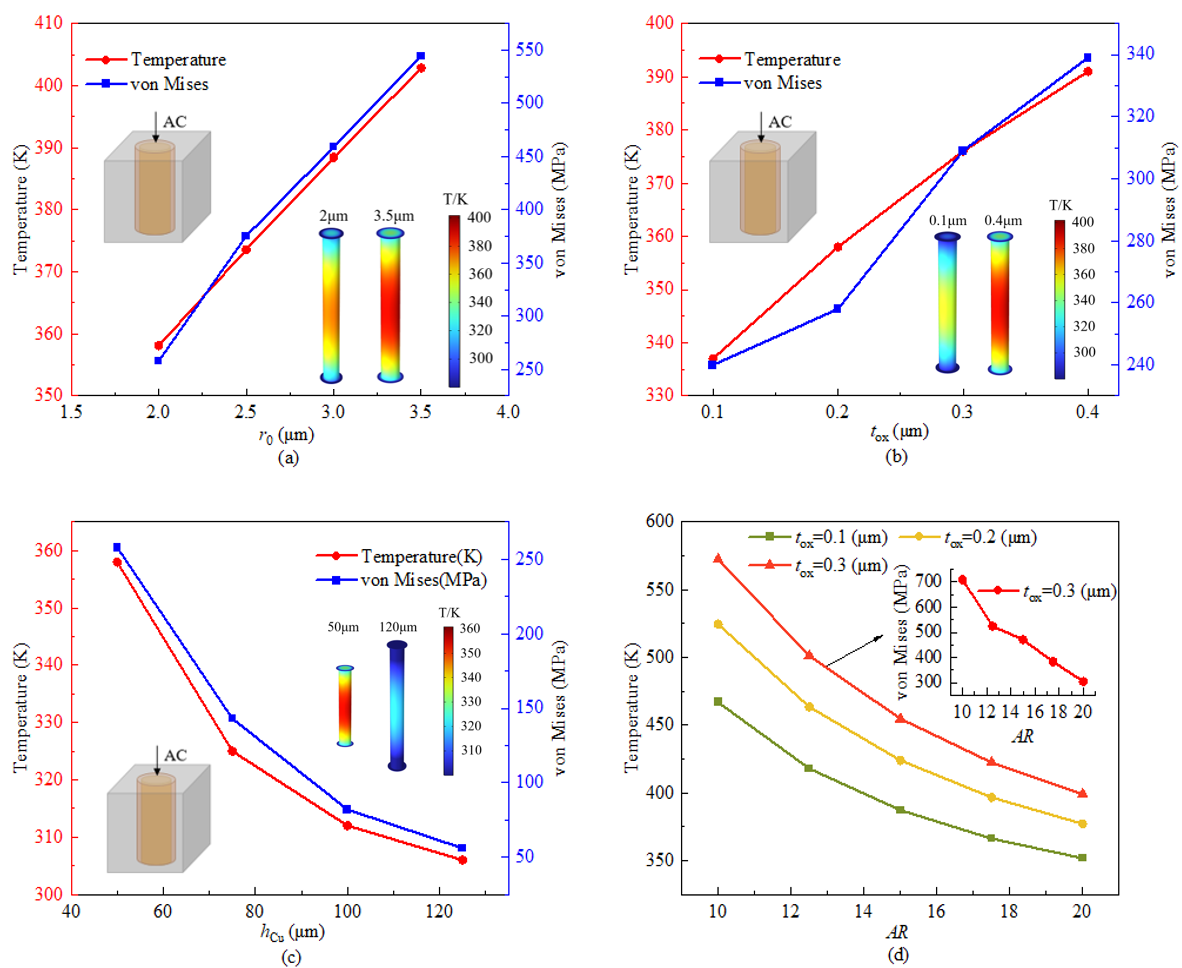 410
400
390
380
370
360
350
Temperature (K)
Temperature
von Mises
AC
2μm
3.5μm
T/K
400
380
360
340
320
300
550
500
450
400
350
300
250
von Mises (MPa)
1.5
2.0
2.5
3.0
3.5
4.0
r0 (μm)
(a)
400
390
380
370
360
350
340
330
Temperature (K)
Temperature
von Mises
AC
0.1μm
0.4μm
T/K
400
380
360
340
320
300
340
320
300
280
260
240
von Mises (MPa)
0.1
0.2
0.3
0.4
tox (μm)
(b)
360
350
340
330
320
310
300
Temperature (K)
Temperature(K)
von Mises(MPa)
50μm
120μm
T/K
360
350
340
330
320
310
AC
250
200
150
100
50
von Mises (MPa)
40
60
80
100
120
hCu (μm)
(c)
600
550
500
450
400
350
Temperature (K)
tox=0.1 (μm)
tox=0.2 (μm)
tox=0.3 (μm)
700
600
500
400
300
von Mises (MPa)
tox=0.3 (μm)
10
12
14
16
18
20
AR
10
12
14
16
18
20
AR
(d)